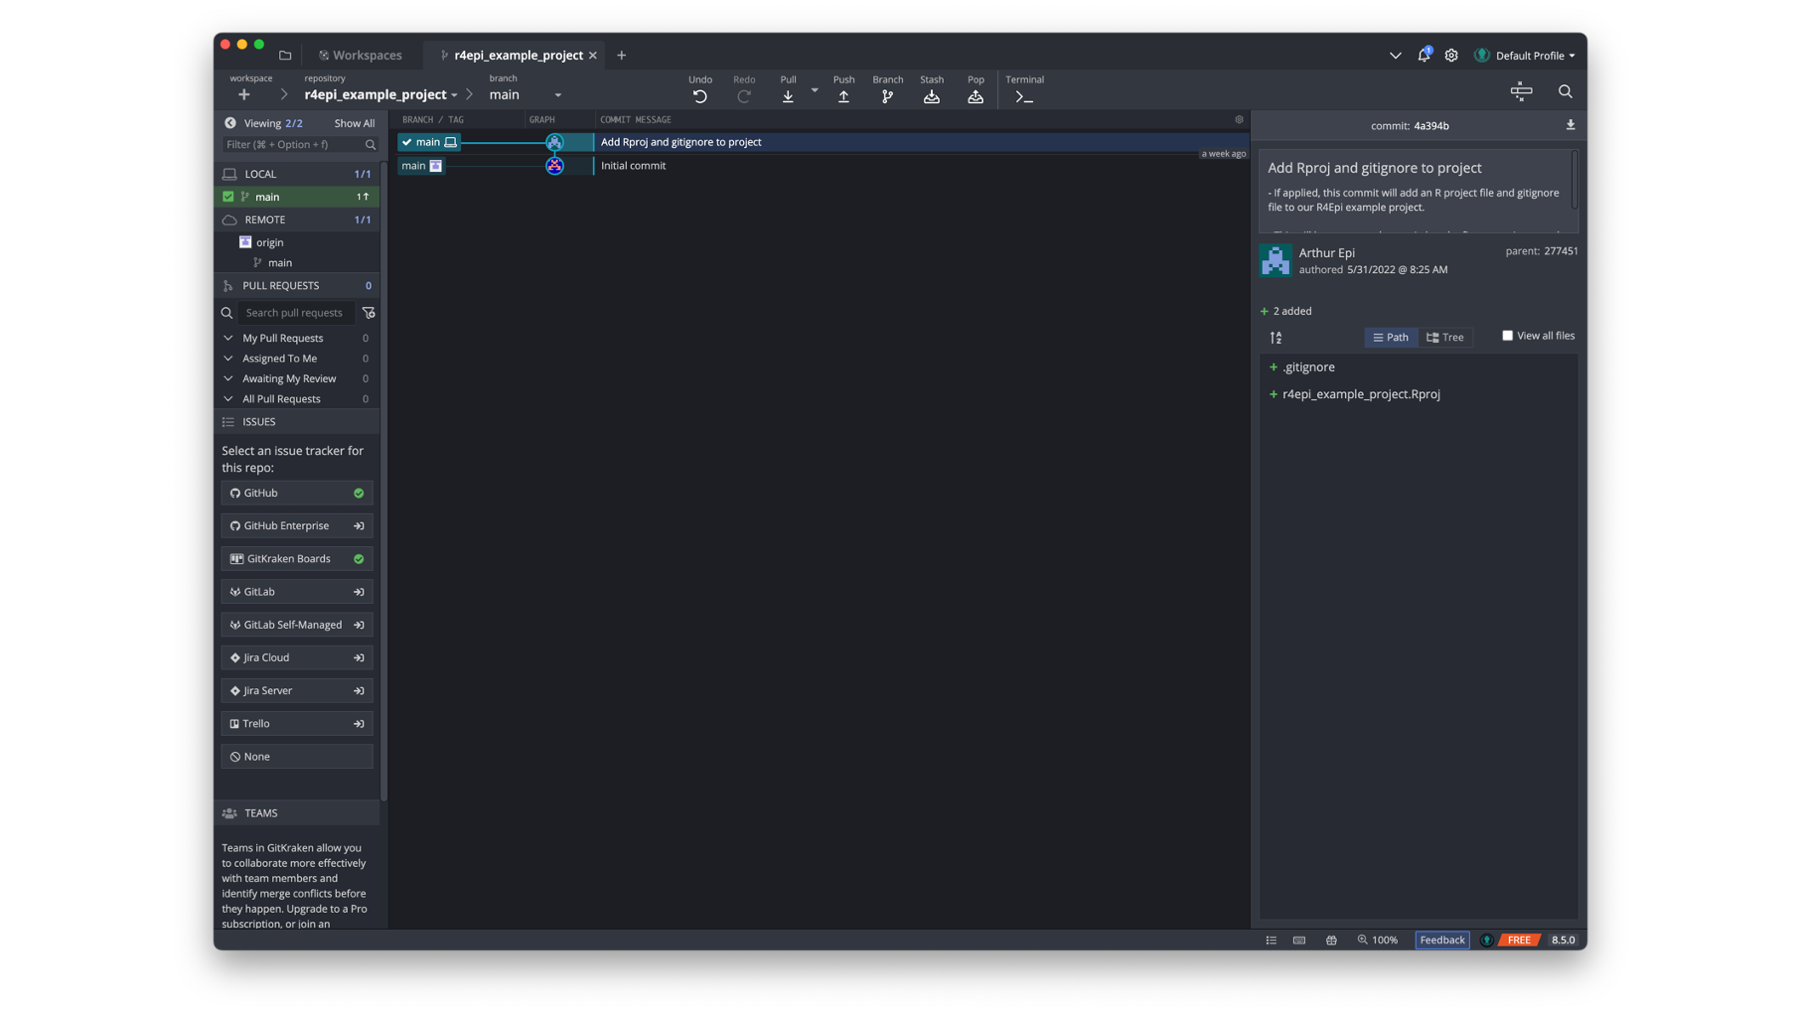 Workspaces
r4epi_example_project
1
Default Profile
workspace
repository
r4epi_example_project
branch
main
Undo
Redo
Pull
Push
Branch
Stash
Pop
Terminal
Viewing 2/2
Show All
Filter (⌘ + Option + f)
LOCAL 1/1
main 1
REMOTE 1/1
origin
main
PULL REQUESTS 0
Search pull requests
My Pull Requests 0
Assigned To Me 0
Awaiting My Review 0
All Pull Requests 0
ISSUES
Select an issue tracker for
this repo:
GitHub
GitHub Enterprise
GitKraken Boards
GitLab
GitLab Self-Managed
Jira Cloud
Jira Server
Trello
None
TEAMS
Teams in GitKraken allow you
to collaborate more effectively
with team members and
identify merge conflicts before
they happen. Upgrade to a Pro
subscription, or join an
BRANCH / TAG
GRAPH
COMMIT MESSAGE
main
Add Rproj and gitignore to project
a week ago
main
Initial commit
commit: 4a394b
Add Rproj and gitignore to project
- If applied, this commit will add an R project file and gitignore
file to our R4Epi example project.
Arthur Epi
authored 5/31/2022 @ 8:25 AM
parent: 277451
2 added
Path
Tree
View all files
.gitignore
r4epi_example_project.Rproj
100%
Feedback
FREE
8.5.0